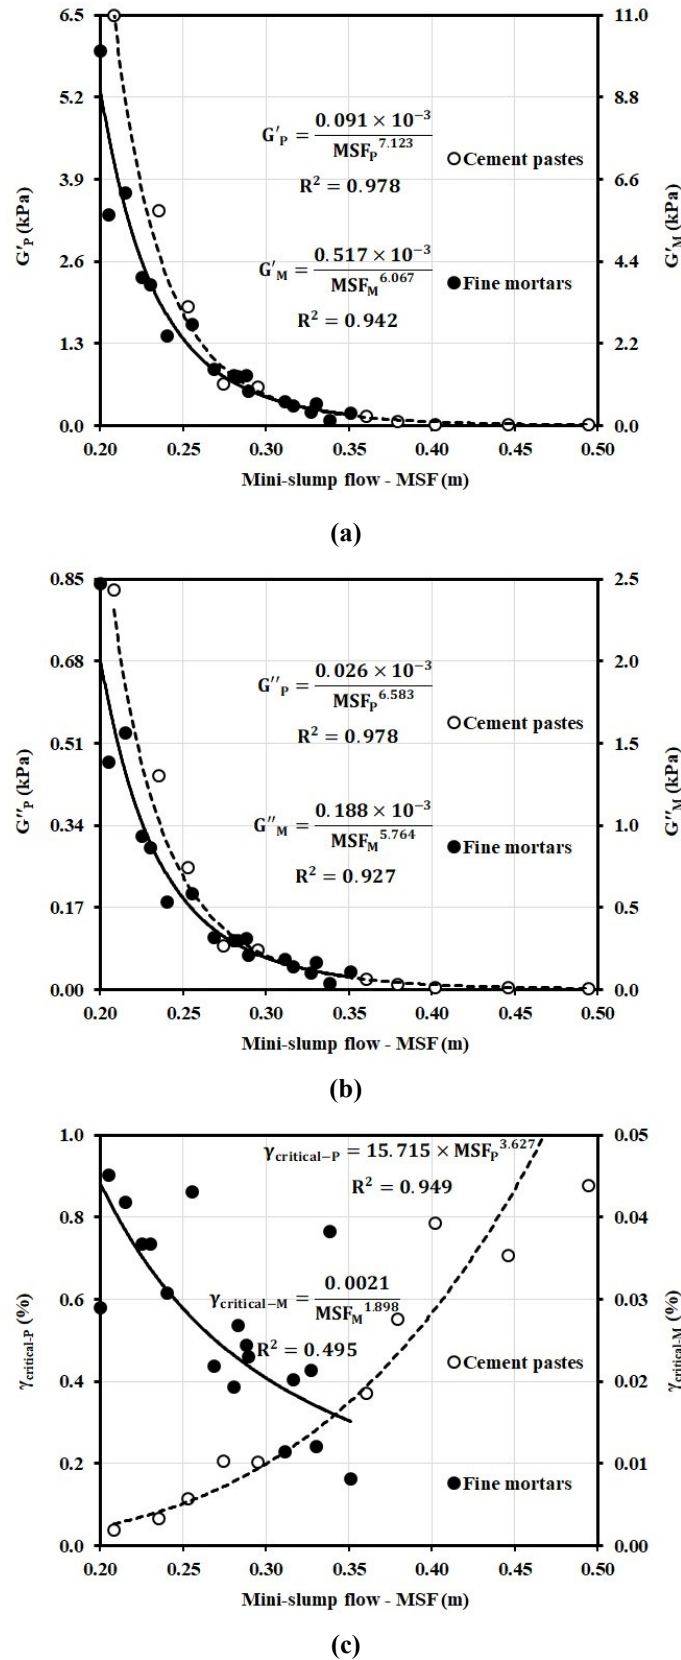 6.5
5.2
3.9
2.6
1.3
0.0
G′P (kPa)
11.0
8.8
6.6
4.4
2.2
0.0
G′M (kPa)
G′P = 0.091 × 10−3 / MSFP7.123
R2 = 0.978
Cement pastes
G′M = 0.517 × 10−3 / MSFM6.067
R2 = 0.942
Fine mortars
0.20 0.25 0.30 0.35 0.40 0.45 0.50
Mini-slump flow - MSF (m)
(a)
0.85
0.68
0.51
0.34
0.17
0.00
G″P (kPa)
2.5
2.0
1.5
1.0
0.5
0.0
G″M (kPa)
G″P = 0.026 × 10−3 / MSFP6.583
R2 = 0.978
Cement pastes
G″M = 0.188 × 10−3 / MSFM5.764
R2 = 0.927
Fine mortars
0.20 0.25 0.30 0.35 0.40 0.45 0.50
Mini-slump flow - MSF (m)
(b)
1.0
0.8
0.6
0.4
0.2
0.0
γcritical-P (%)
0.05
0.04
0.03
0.02
0.01
0.00
γcritical-M (%)
γcritical−P = 15.715 × MSFP3.627
R2 = 0.949
γcritical−M = 0.0021 / MSFM1.898
R2 = 0.495
Cement pastes
Fine mortars
0.20 0.25 0.30 0.35 0.40 0.45 0.50
Mini-slump flow - MSF (m)
(c)